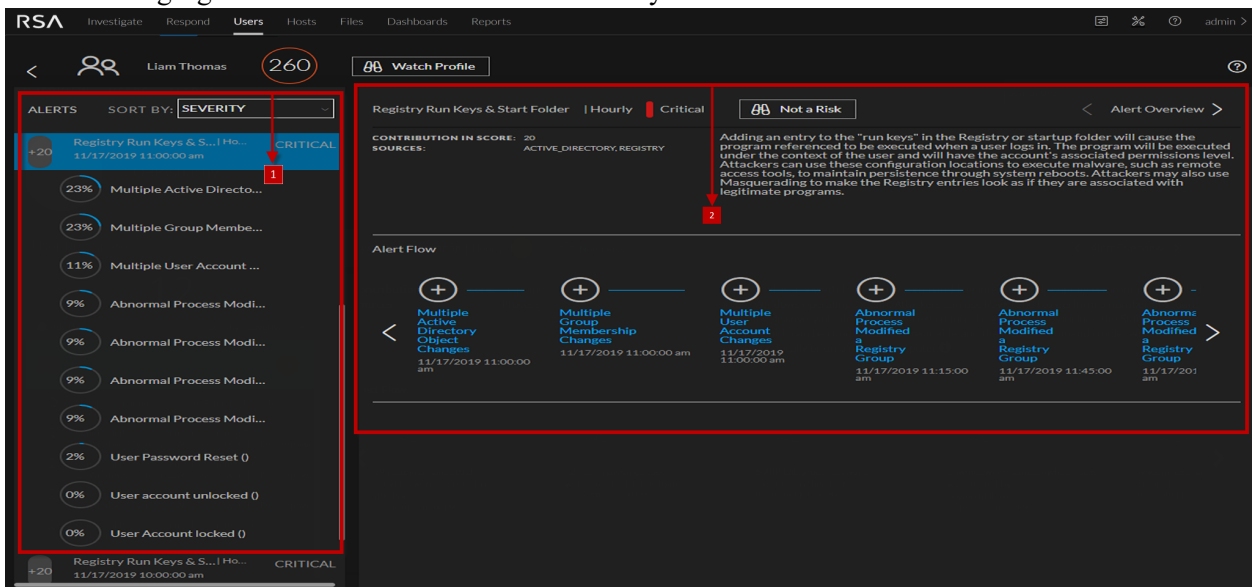 RSA Investigate Respond Users Hosts Files Dashboards Reports admin >
< Liam Thomas 260 Watch Profile ?
ALERTS SORT BY: SEVERITY
+20 Registry Run Keys & S... | Ho... CRITICAL
11/17/2019 11:00:00 am
1
23% Multiple Active Directo...
23% Multiple Group Membe...
11% Multiple User Account ...
9% Abnormal Process Modi...
9% Abnormal Process Modi...
9% Abnormal Process Modi...
9% Abnormal Process Modi...
2% User Password Reset ()
0% User account unlocked ()
0% User Account locked ()
+20 Registry Run Keys & S... | Ho... CRITICAL
11/17/2019 10:00:00 am
Registry Run Keys & Start Folder | Hourly Critical Not a Risk < Alert Overview >
CONTRIBUTION IN SCORE: 20
SOURCES: ACTIVE_DIRECTORY, REGISTRY
Adding an entry to the "run keys" in the Registry or startup folder will cause the
program referenced to be executed when a user logs in. The program will be executed
under the context of the user and will have the account's associated permissions level.
Attackers can use these configuration locations to execute malware, such as remote
access tools, to maintain persistence through system reboots. Attackers may also use
Masquerading to make the Registry entries look as if they are associated with
legitimate programs.
2
Alert Flow
Multiple
Active
Directory
Object
Changes
11/17/2019 11:00:00
am
Multiple
Group
Membership
Changes
11/17/2019 11:00:00 am
Multiple
User
Account
Changes
11/17/2019
11:00:00 am
Abnormal
Process
Modified
a
Registry
Group
11/17/2019 11:15:00
am
Abnormal
Process
Modified
a
Registry
Group
11/17/2019 11:45:00
am
Abnorma
Process
Modified
a
Registry
Group
11/17/201
am